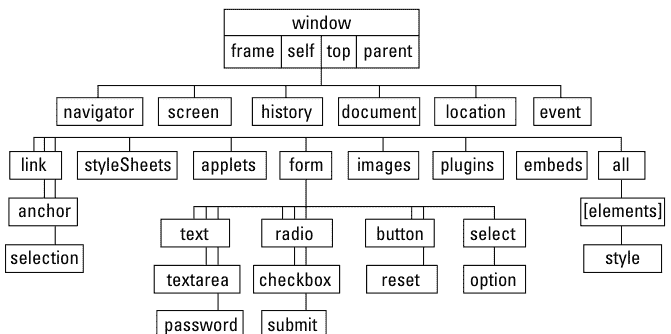 window
frame self top parent
navigator screen history document location event
link styleSheets applets form images plugins embeds all
anchor [elements]
text radio button select
selection style
textarea checkbox reset option
password submit